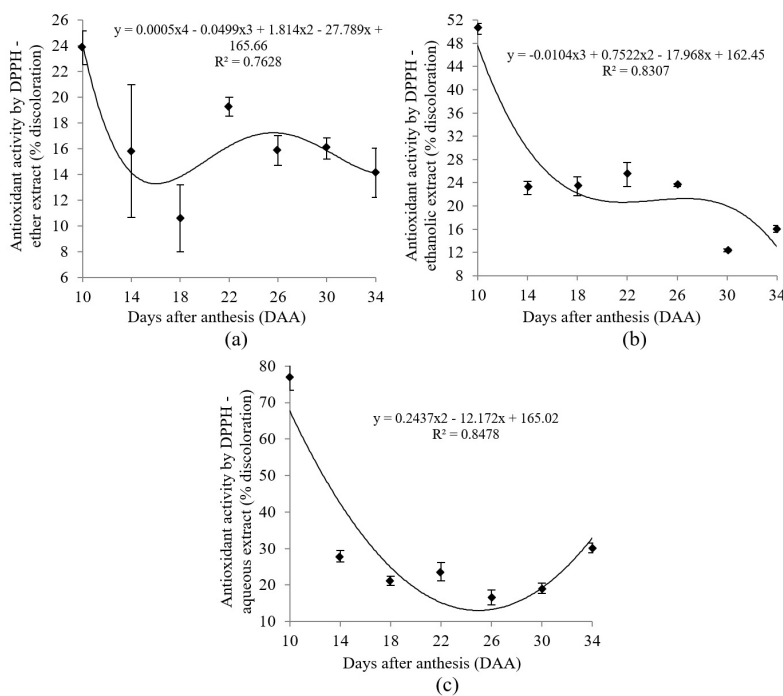 y = 0.0005x4 - 0.0499x3 + 1.814x2 - 27.789x +
165.66
R² = 0.7628
Antioxidant activity by DPPH -
ether extract (% discoloration)
26
24
22
20
18
16
14
12
10
8
6
10 14 18 22 26 30 34
Days after anthesis (DAA)
(a)
y = -0.0104x3 + 0.7522x2 - 17.968x + 162.45
R² = 0.8307
Antioxidant activity by DPPH -
ethanolic extract (% discoloration)
52
48
44
40
36
32
28
24
20
16
12
8
10 14 18 22 26 30 34
Days after anthesis (DAA)
(b)
y = 0.2437x2 - 12.172x + 165.02
R² = 0.8478
Antioxidant activity by DPPH -
aqueous extract (% discoloration)
80
70
60
50
40
30
20
10
10 14 18 22 26 30 34
Days after anthesis (DAA)
(c)